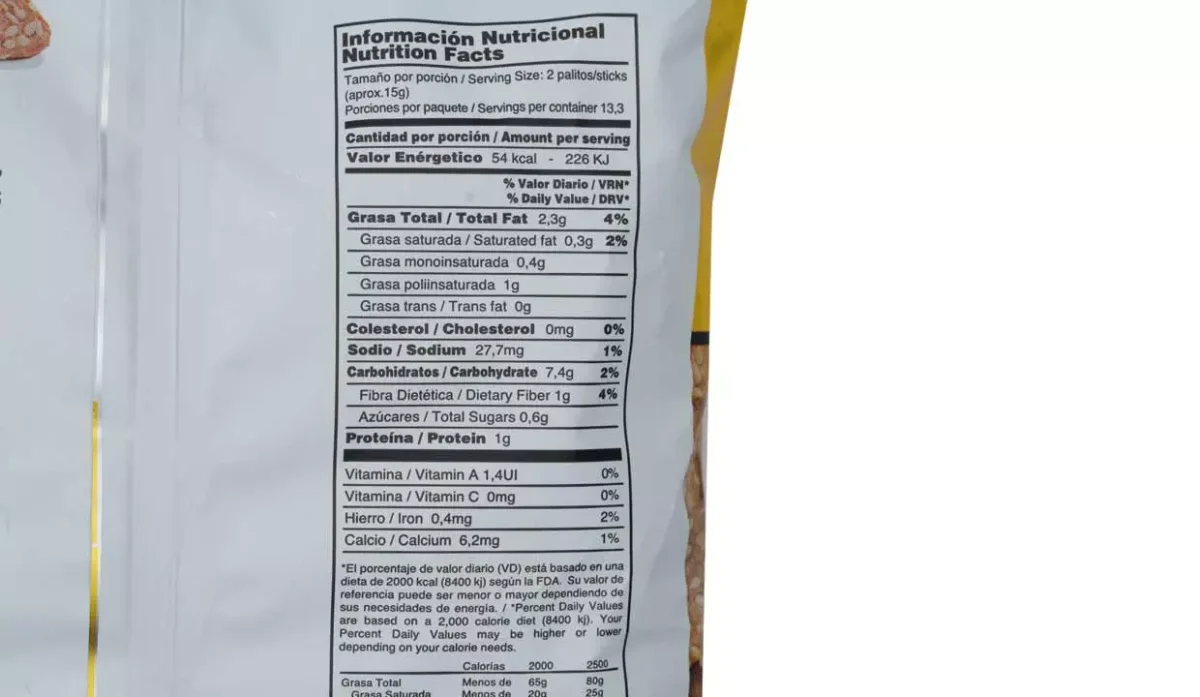 Información Nutricional
Nutrition Facts
Tamaño por porción / Serving Size: 2 palitos/sticks
(aprox.15g)
Porciones por paquete / Servings per container 13,3
Cantidad por porción / Amount per serving
Valor Enérgetico 54 kcal - 226 KJ
% Valor Diario / VRN*
% Daily Value / DRV*
Grasa Total / Total Fat 2,3g 4%
Grasa saturada / Saturated fat 0,3g 2%
Grasa monoinsaturada 0,4g
Grasa poliinsaturada 1g
Grasa trans / Trans fat 0g
Colesterol / Cholesterol 0mg 0%
Sodio / Sodium 27,7mg 1%
Carbohidratos / Carbohydrate 7,4g 2%
Fibra Dietética / Dietary Fiber 1g 4%
Azúcares / Total Sugars 0,6g
Proteína / Protein 1g
Vitamina / Vitamin A 1,4UI 0%
Vitamina / Vitamin C 0mg 0%
Hierro / Iron 0,4mg 2%
Calcio / Calcium 6,2mg 1%
*El porcentaje de valor diario (VD) está basado en una
dieta de 2000 kcal (8400 kj) según la FDA. Su valor de
referencia puede ser menor o mayor dependiendo de
sus necesidades de energía. / *Percent Daily Values
are based on a 2,000 calorie diet (8400 kj). Your
Percent Daily Values may be higher or lower
depending on your calorie needs.
Calorías 2000 2500
Grasa Total Menos de 65g 80g
Grasa Saturada Menos de 20g 25g